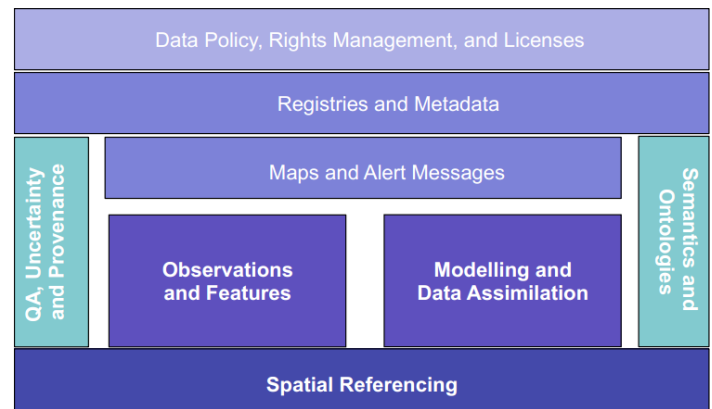 Data Policy, Rights Management, and Licenses
Registries and Metadata
QA, Uncertainty
and Provenance
Maps and Alert Messages
Observations
and Features
Modelling and
Data Assimilation
Semantics and
Ontologies
Spatial Referencing